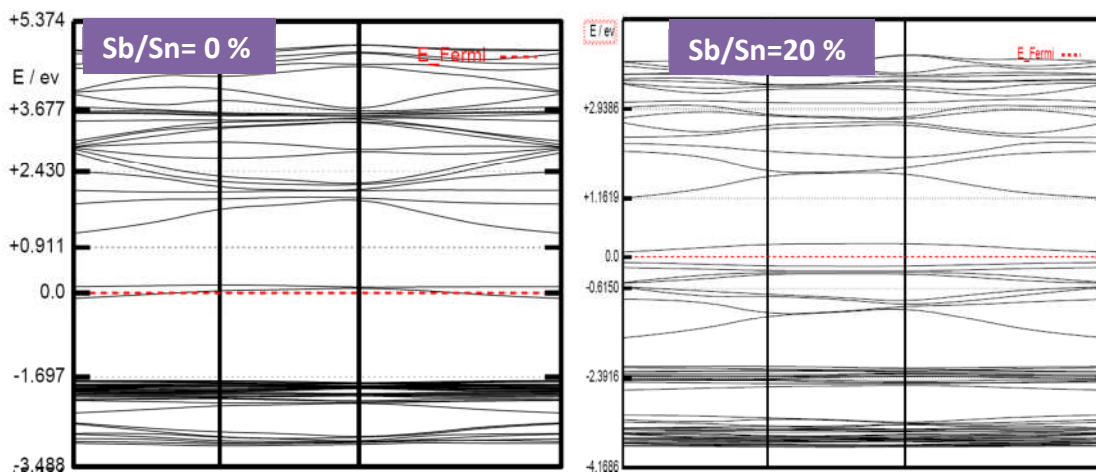 +5.374
Sb/Sn= 0 %
E_Fermi
E / ev
+3.677
+2.430
+0.911
0.0
-1.697
-3.488
E / ev
Sb/Sn=20 %
E_Fermi
+2.9386
+1.1619
0.0
-0.6150
-2.3916
-4.1686